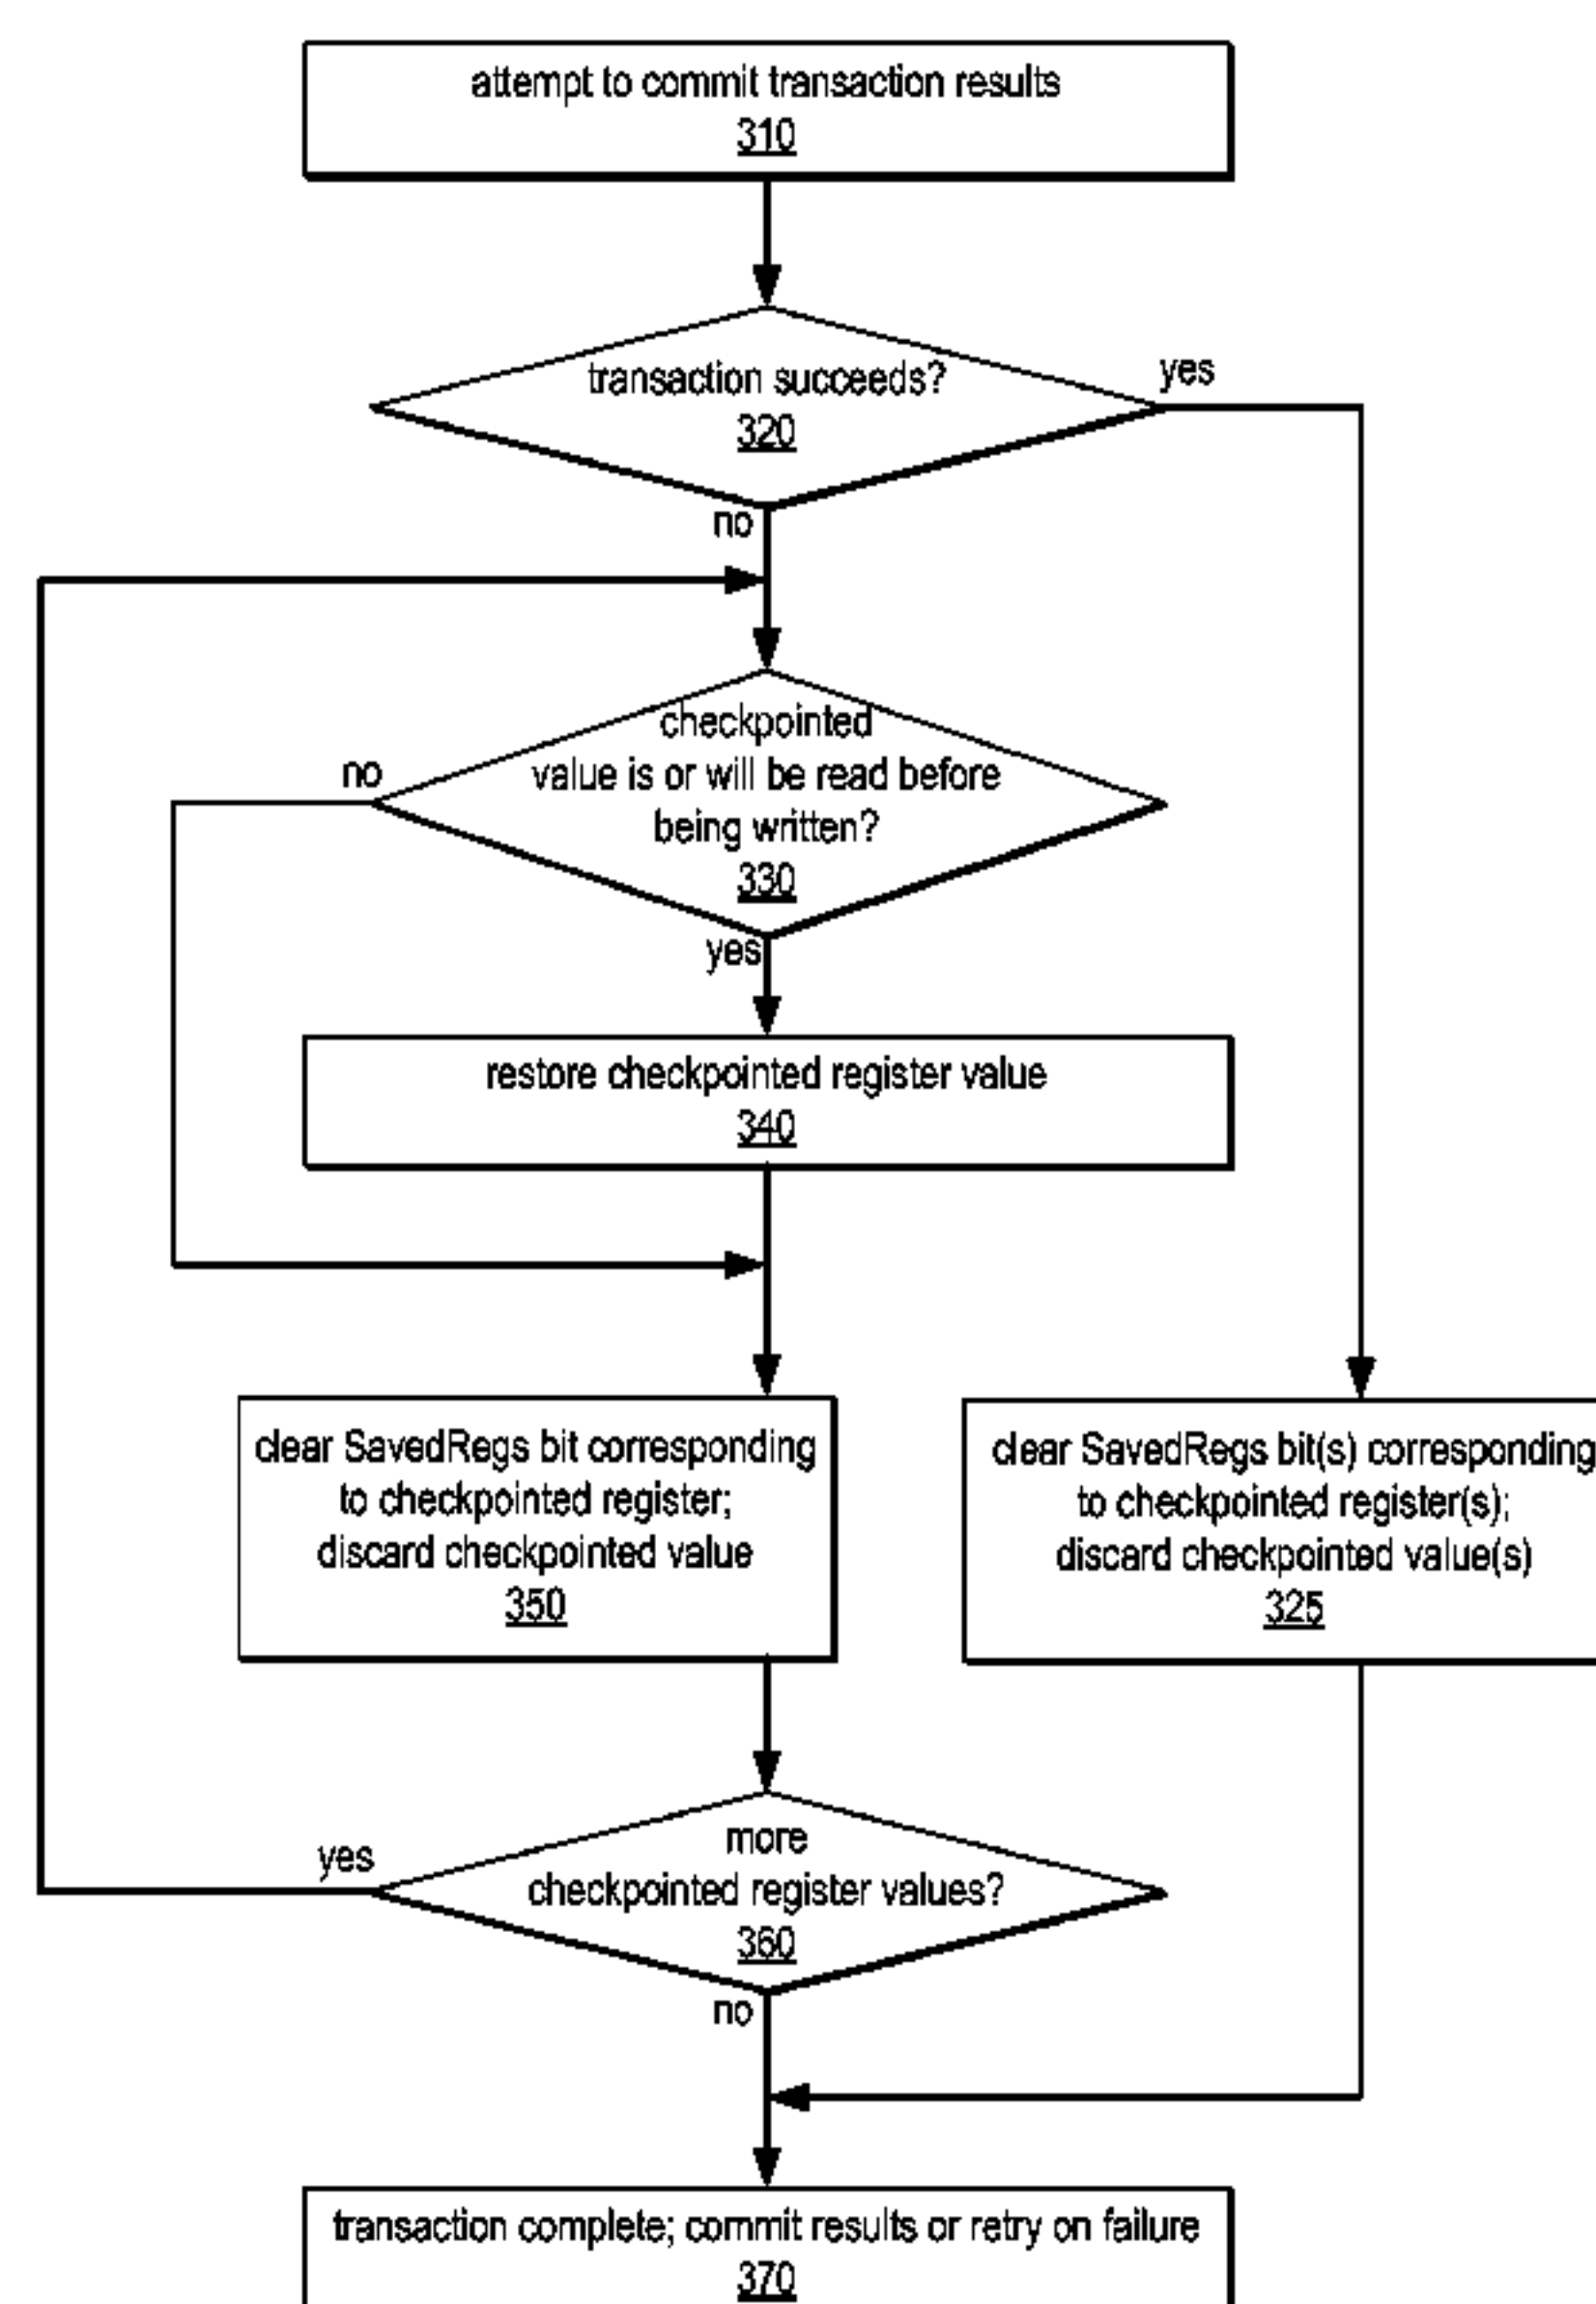 attempt to commit transaction results
310
transaction succeeds?
320
yes
no
checkpointed
value is or will be read before
being written?
330
no
yes
restore checkpointed register value
340
clear SavedRegs bit corresponding
to checkpointed register;
discard checkpointed value
350
clear SavedRegs bit(s) corresponding
to checkpointed register(s);
discard checkpointed value(s)
325
more
checkpointed register values?
360
yes
no
transaction complete; commit results or retry on failure
370